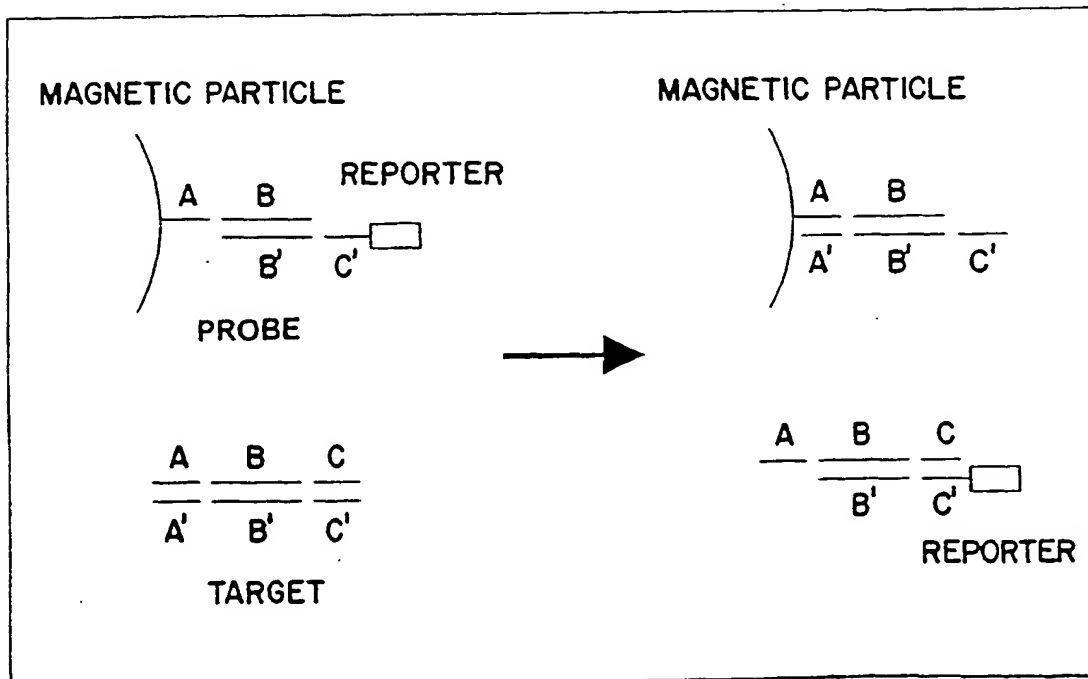 MAGNETIC PARTICLE
A B REPORTER
B' C'
PROBE
A B C
A' B' C'
TARGET
MAGNETIC PARTICLE
A B
A' B' C'
A B C
B' C'
REPORTER